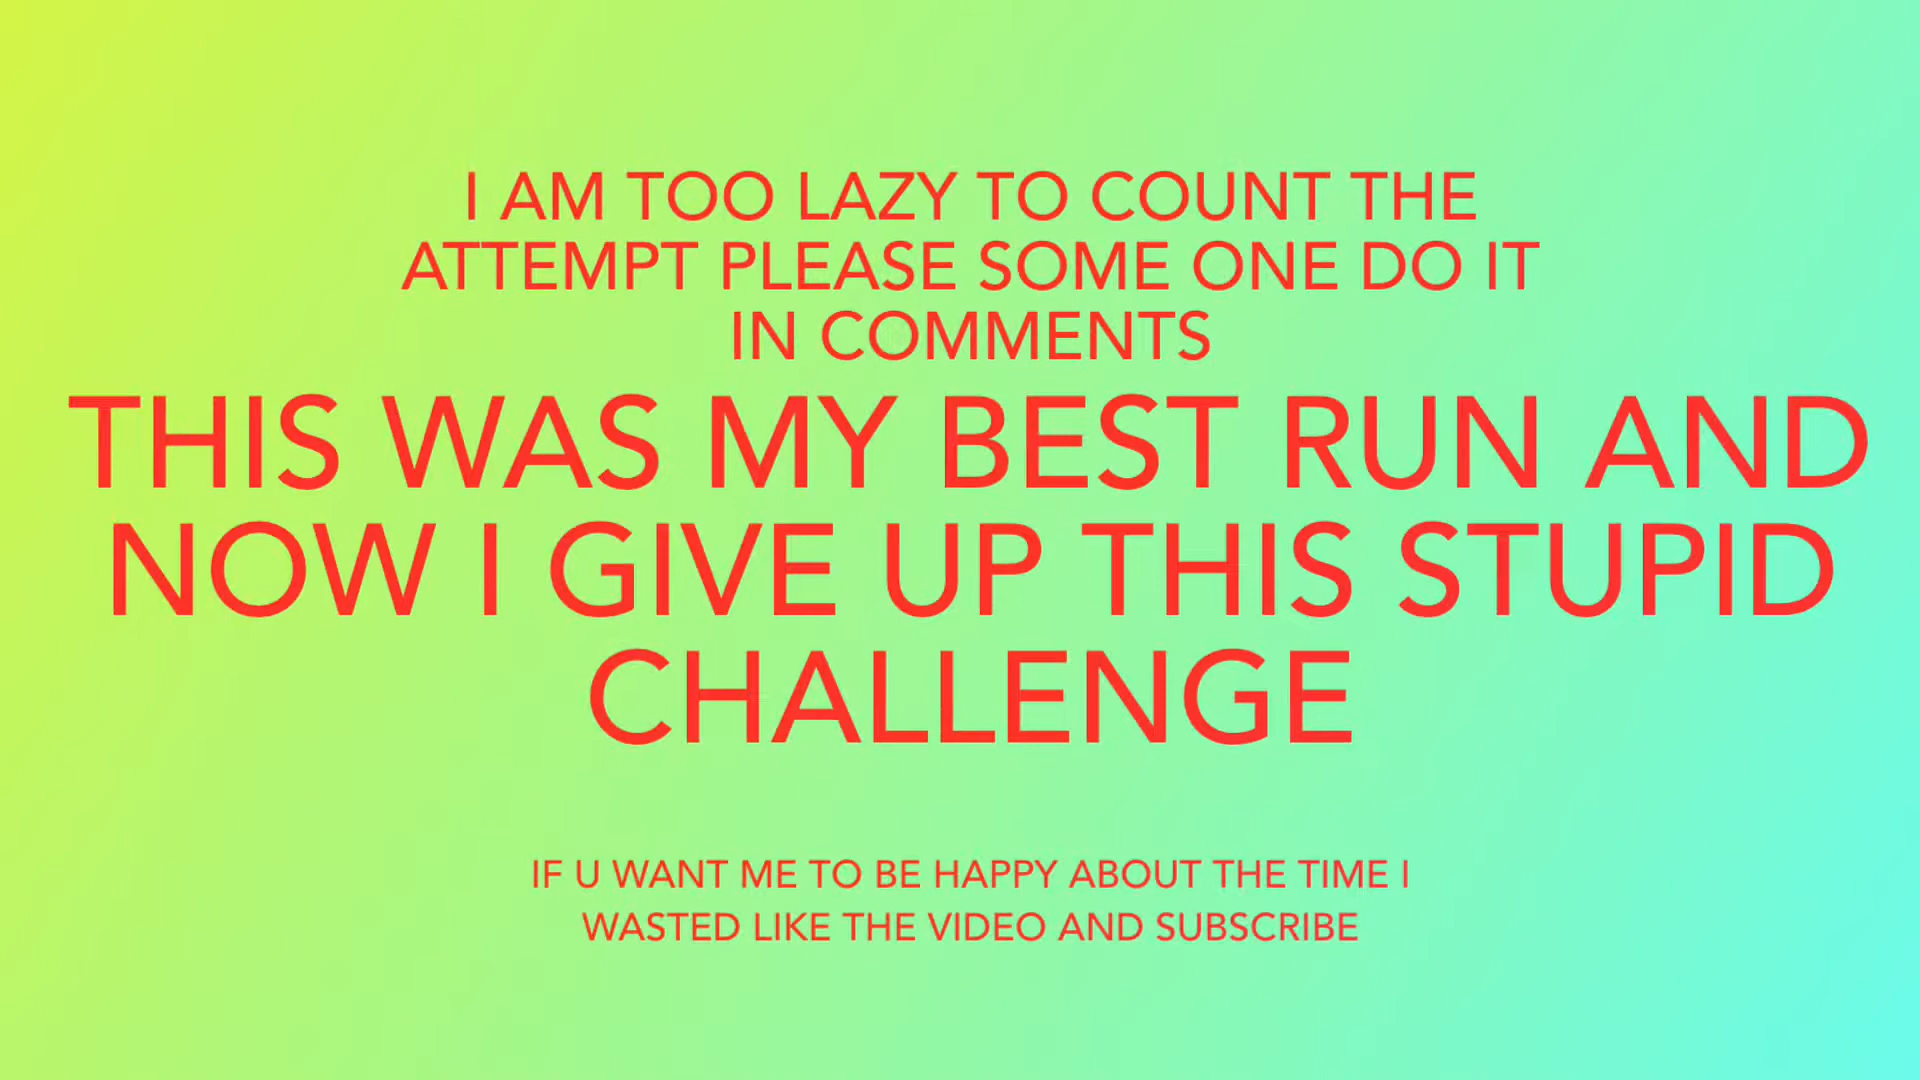 I AM TOO LAZY TO COUNT THE
ATTEMPT PLEASE SOME ONE DO IT
IN COMMENTS
THIS WAS MY BEST RUN AND
NOW I GIVE UP THIS STUPID
CHALLENGE
IF U WANT ME TO BE HAPPY ABOUT THE TIME I
WASTED LIKE THE VIDEO AND SUBSCRIBE